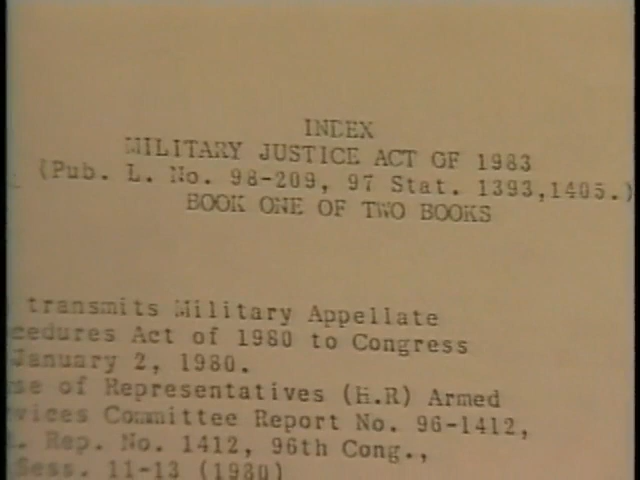 INDEX
MILITARY JUSTICE ACT OF 1983
(Pub. L. No. 98-209, 97 Stat. 1393,1405.)
BOOK ONE OF TWO BOOKS
transmits Military Appellate
cedures Act of 1980 to Congress
January 2, 1980.
se of Representatives (H.R) Armed
vices Committee Report No. 96-1412,
. Rep. No. 1412, 96th Cong.,
Sess. 11-13 (1980)